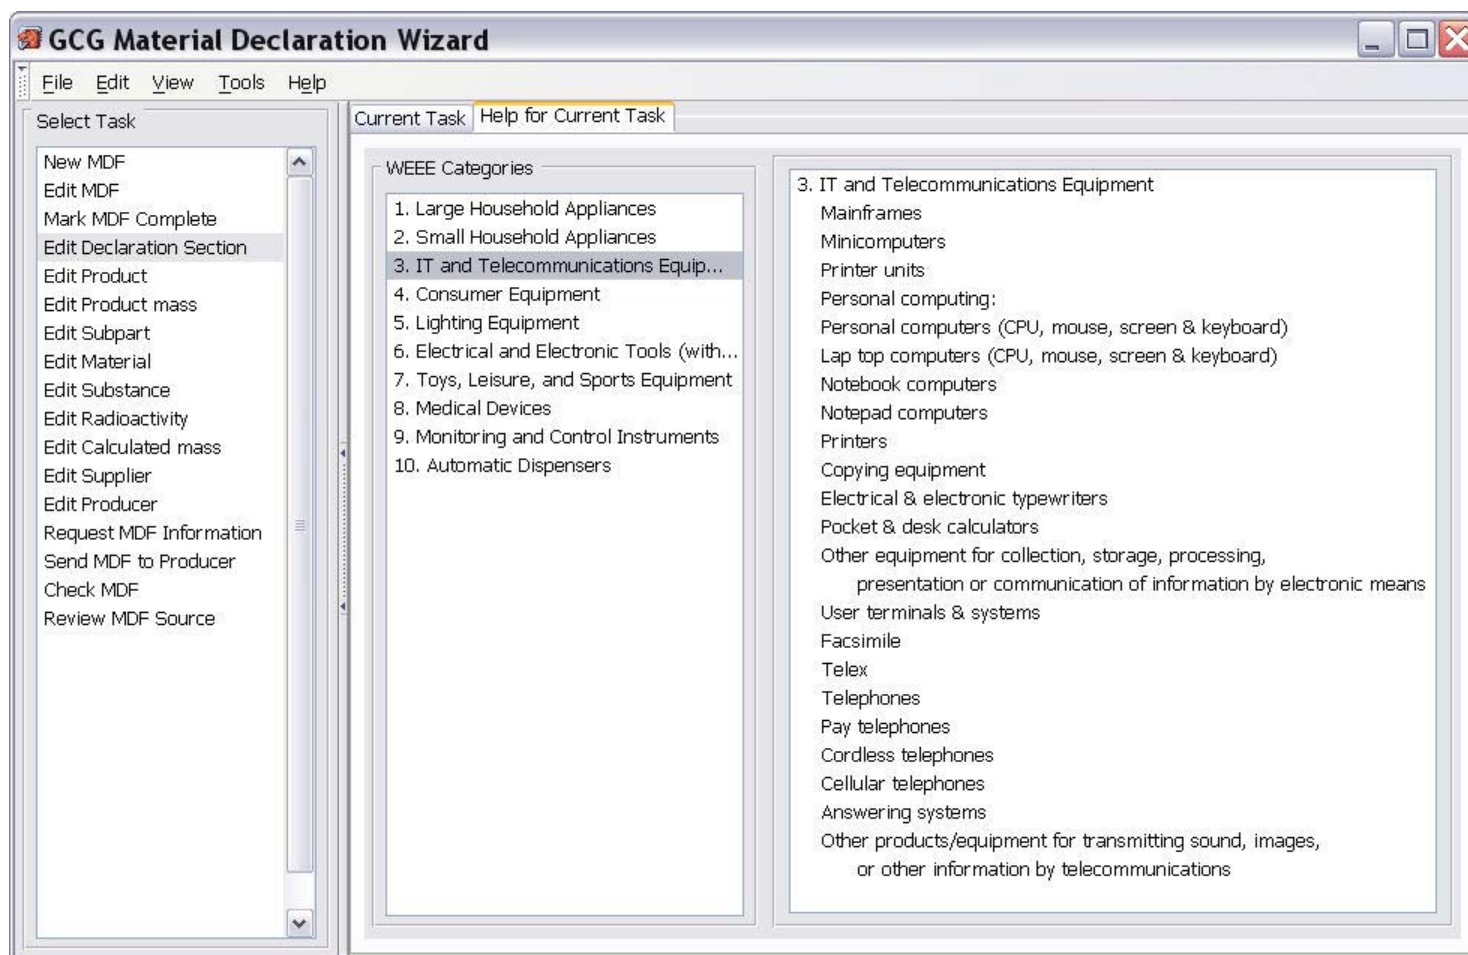 GCG Material Declaration Wizard
File Edit View Tools Help
Select Task
New MDF
Edit MDF
Mark MDF Complete
Edit Declaration Section
Edit Product
Edit Product mass
Edit Subpart
Edit Material
Edit Substance
Edit Radioactivity
Edit Calculated mass
Edit Supplier
Edit Producer
Request MDF Information
Send MDF to Producer
Check MDF
Review MDF Source
Current Task Help for Current Task
WEEE Categories
1. Large Household Appliances
2. Small Household Appliances
3. IT and Telecommunications Equip...
4. Consumer Equipment
5. Lighting Equipment
6. Electrical and Electronic Tools (with...
7. Toys, Leisure, and Sports Equipment
8. Medical Devices
9. Monitoring and Control Instruments
10. Automatic Dispensers
3. IT and Telecommunications Equipment
Mainframes
Minicomputers
Printer units
Personal computing:
Personal computers (CPU, mouse, screen & keyboard)
Lap top computers (CPU, mouse, screen & keyboard)
Notebook computers
Notepad computers
Printers
Copying equipment
Electrical & electronic typewriters
Pocket & desk calculators
Other equipment for collection, storage, processing,
presentation or communication of information by electronic means
User terminals & systems
Facsimile
Telex
Telephones
Pay telephones
Cordless telephones
Cellular telephones
Answering systems
Other products/equipment for transmitting sound, images,
or other information by telecommunications